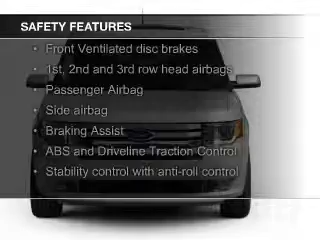 SAFETY FEATURES
• Front Ventilated disc brakes
• 1st, 2nd and 3rd row head airbags
• Passenger Airbag
• Side airbag
• Braking Assist
• ABS and Driveline Traction Control
• Stability control with anti-roll control
Ford